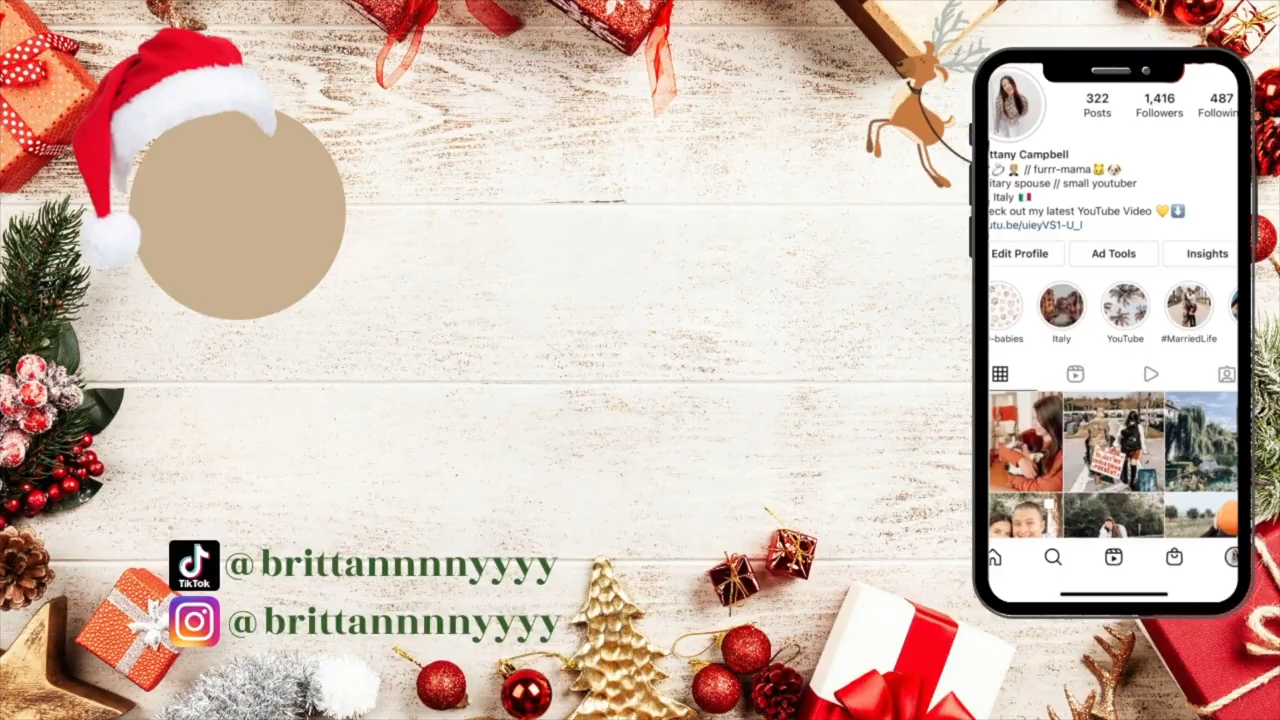 322 1,416 487
Posts Followers Followin
ttany Campbell
// furrr-mama
itary spouse // small youtuber
Italy
eck out my latest YouTube Video
utu.be/uieyVS1-U_I
Edit Profile Ad Tools Insights
-babies Italy YouTube #MarriedLife
TikTok @brittannnnyyyy
@brittannnnyyyy